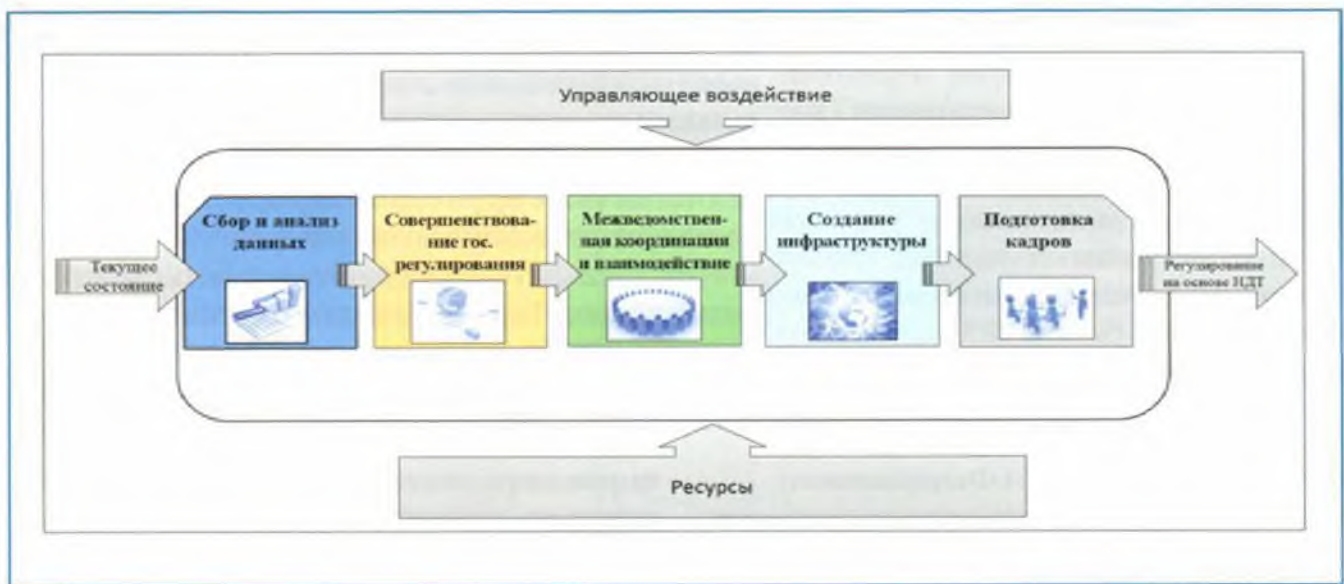 Управляющее воздействие
Сбор и анализ
данных
Совершенствова-
ние гос.
регулирования
Межведомствен-
ная координация
и взаимодействие
Создание
инфраструктуры
Подготовка
кадров
Текущее
состояние
Регулирование
на основе НДТ
Ресурсы